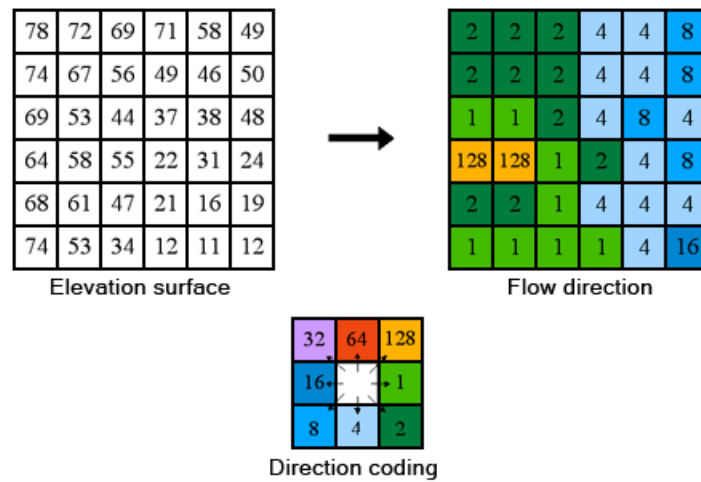 78 72 69 71 58 49
74 67 56 49 46 50
69 53 44 37 38 48
64 58 55 22 31 24
68 61 47 21 16 19
74 53 34 12 11 12
Elevation surface
2 2 2 4 4 8
2 2 2 4 4 8
1 1 2 4 8 4
128 128 1 2 4 8
2 2 1 4 4 4
1 1 1 1 4 16
Flow direction
32 64 128
16 1
8 4 2
Direction coding